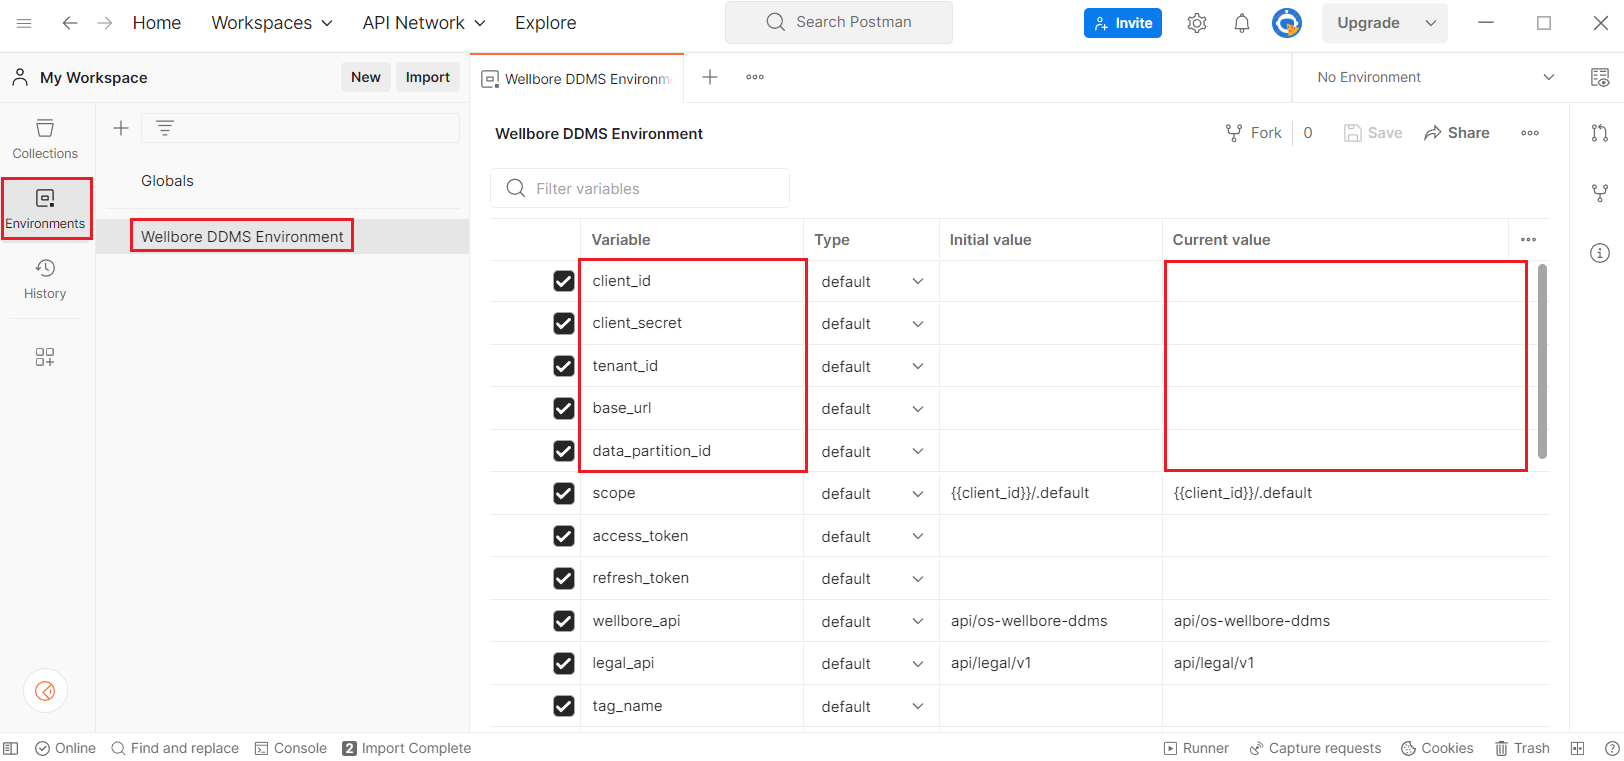 Home Workspaces API Network Explore Search Postman Invite Upgrade
My Workspace New Import Wellbore DDMS Environm No Environment
Collections
Environments
History
Globals
Wellbore DDMS Environment
Wellbore DDMS Environment Fork 0 Save Share
Filter variables
Variable Type Initial value Current value
client_id default
client_secret default
tenant_id default
base_url default
data_partition_id default
scope default {{client_id}}/.default {{client_id}}/.default
access_token default
refresh_token default
wellbore_api default api/os-wellbore-ddms api/os-wellbore-ddms
legal_api default api/legal/v1 api/legal/v1
tag_name default
Online Find and replace Console 2 Import Complete Runner Capture requests Cookies Trash